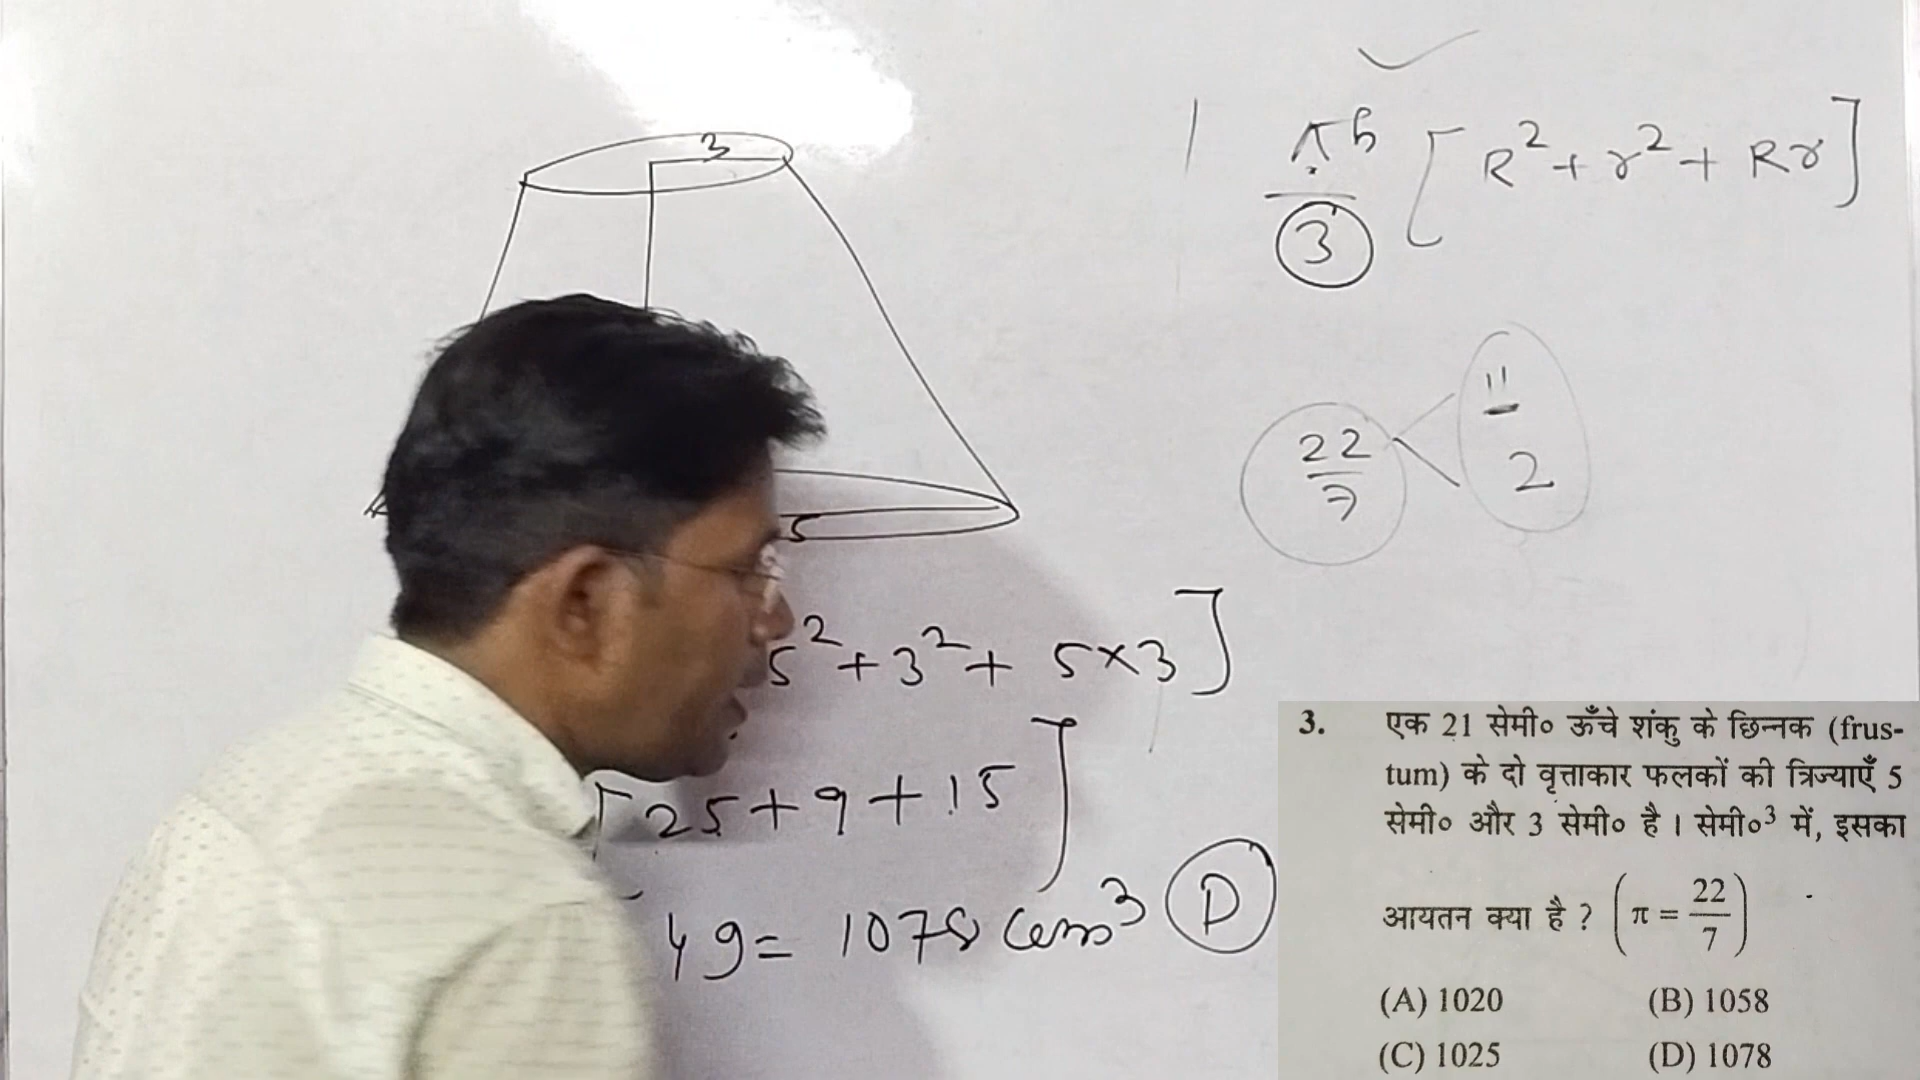 3
πh/3 [R²+r²+Rr]
22/7
11
2
5
5²+3²+ 5×3]
[25+9+15]
49= 1078 cm³ (D)
3. एक 21 सेमी० ऊँचे शंकु के छिन्नक (frus-
tum) के दो वृत्ताकार फलकों की त्रिज्याएँ 5
सेमी० और 3 सेमी० है । सेमी०³ में, इसका
आयतन क्या है ? (π = 22/7)
(A) 1020 (B) 1058
(C) 1025 (D) 1078